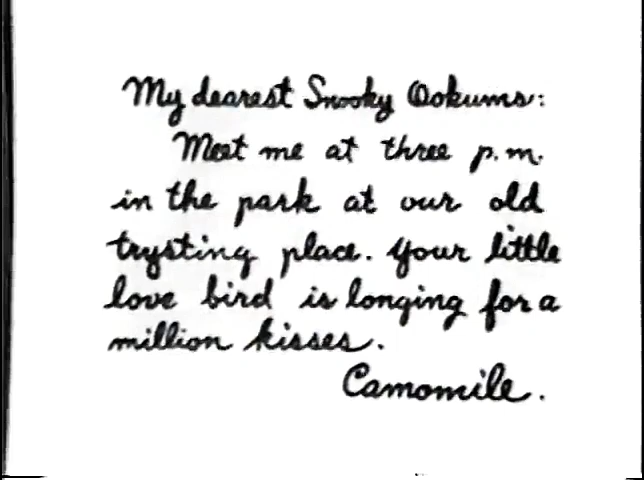 My dearest Snooky Ookums:
Meet me at three p.m.
in the park at our old
trysting place. Your little
love bird is longing for a
million kisses.
Camomile.